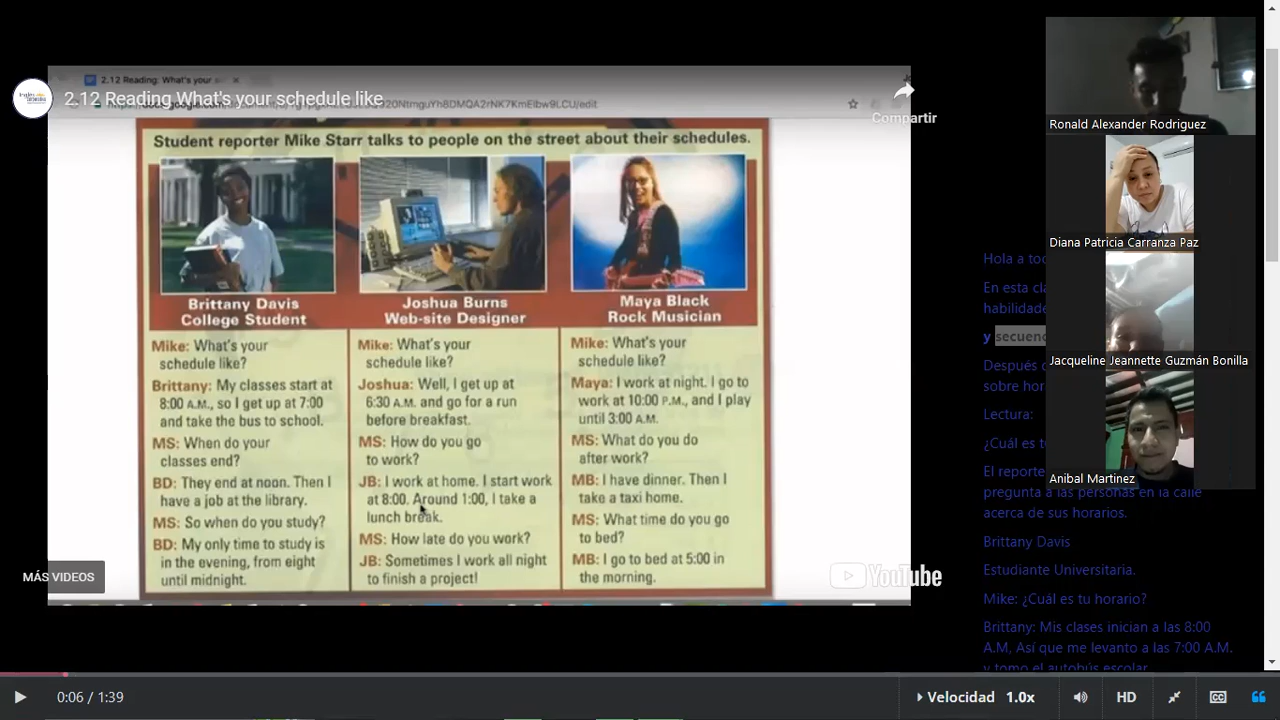 2.12 Reading: What's your
2.12 Reading What's your schedule like
Compartir
Student reporter Mike Starr talks to people on the street about their schedules.
Brittany Davis
College Student
Mike: What's your
schedule like?
Brittany: My classes start at
8:00 A.M., so I get up at 7:00
and take the bus to school.
MS: When do your
classes end?
BD: They end at noon. Then I
have a job at the library.
MS: So when do you study?
BD: My only time to study is
in the evening, from eight
until midnight.
Joshua Burns
Web-site Designer
Mike: What's your
schedule like?
Joshua: Well, I get up at
6:30 A.M. and go for a run
before breakfast.
MS: How do you go
to work?
JB: I work at home. I start work
at 8:00. Around 1:00, I take a
lunch break.
MS: How late do you work?
JB: Sometimes I work all night
to finish a project!
Maya Black
Rock Musician
Mike: What's your
schedule like?
Maya: I work at night. I go to
work at 10:00 P.M., and I play
until 3:00 A.M.
MS: What do you do
after work?
MB: I have dinner. Then I
take a taxi home.
MS: What time do you go
to bed?
MB: I go to bed at 5:00 in
the morning.
MÁS VIDEOS
YouTube
Ronald Alexander Rodriguez
Diana Patricia Carranza Paz
Jacqueline Jeannette Guzmán Bonilla
Anibal Martinez
Hola a
En esta
y
Después
sobre
Lectura:
¿Cuál es
El
pregunta a las personas en la calle
acerca de sus horarios.
Brittany Davis
Estudiante Universitaria.
Mike: ¿Cuál es tu horario?
Brittany: Mis clases inician a las 8:00
A.M, Así que me levanto a las 7:00 A.M.
y tomo el autobús escolar
0:06 / 1:39
Velocidad 1.0x
HD